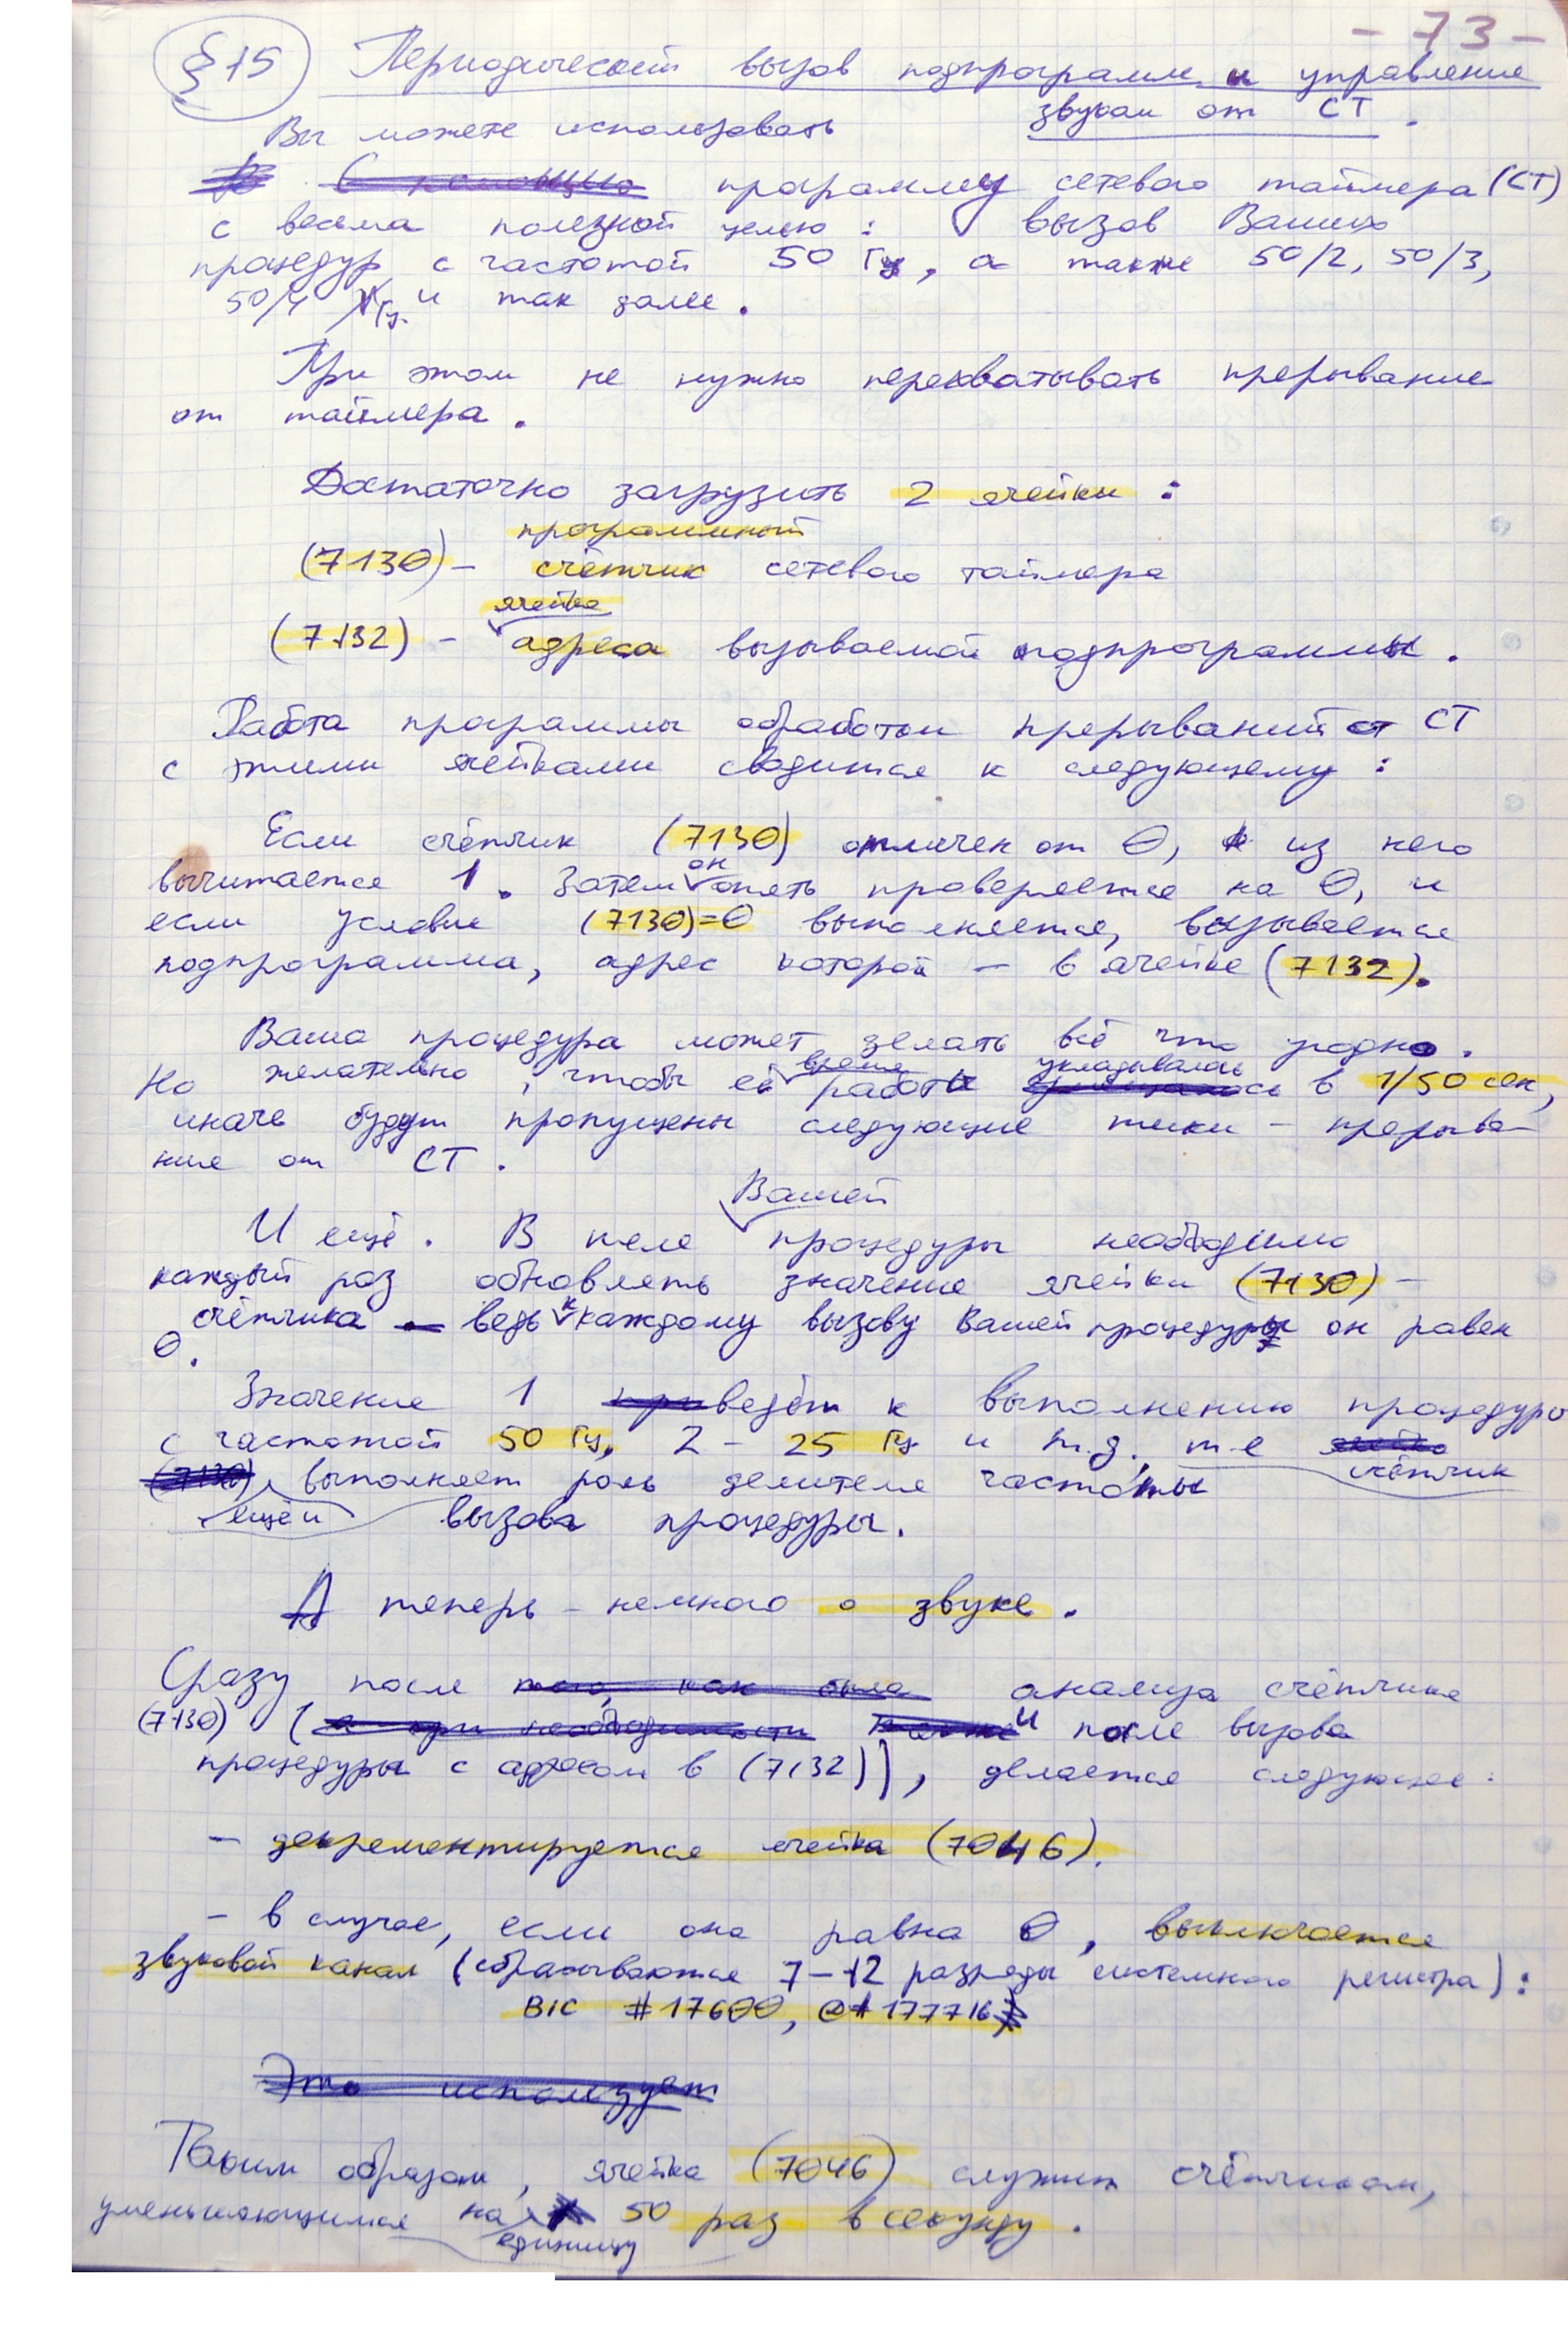 - 73 -
§ 15 Периодический вызов подпрограмм и управление
звуком от СТ.
Вы можете использовать
программу сетевого таймера (СТ)
с весьма полезной целью: вызов Ваших
процедур с частотой 50 Гц, а также 50/2, 50/3,
50/4 Гц и так далее.
При этом не нужно перехватывать прерывание
от таймера.
Достаточно загрузить 2 ячейки:
программный
(7130) - счётчик сетевого таймера
ячейка
(7132) - адреса вызываемой подпрограммы.
Работа программы обработки прерываний от СТ
с этими ячейками сводится к следующему:
Если счётчик (7130) отличен от 0, из него
вычитается 1. Затем он опять проверяется на 0, и
если условие (7130)=0 выполняется, вызывается
подпрограмма, адрес которой - в ячейке (7132).
Ваша процедура может делать всё что угодно.
Но желательно, чтобы её время работы укладывалось в 1/50 сек,
иначе будут пропущены следующие тики - прерыва-
ние от СТ.
И ещё. В теле Вашей процедуры необходимо
каждый раз обновлять значение ячейки (7130) -
счётчика - ведь к каждому вызову Вашей процедуры он равен
0.
Значение 1 ведёт к выполнению процедуры
с частотой 50 Гц, 2 - 25 Гц и т.д., т.е счётчик
ещё и выполняет роль делителя частоты
вызова процедуры.
А теперь - немного о звуке.
Сразу после анализа счётчика
(7130) (и после вызова
процедуры с адресом в (7132)), делается следующее:
- декрементируется ячейка (7046).
- в случае, если она равна 0, выключается
звуковой канал (сбрасываются 7-12 разряды системного регистра):
BIC #17600, @#177716
Это использует
Таким образом, ячейка (7046) служит счётчиком,
уменьшающимся на единицу 50 раз в секунду.